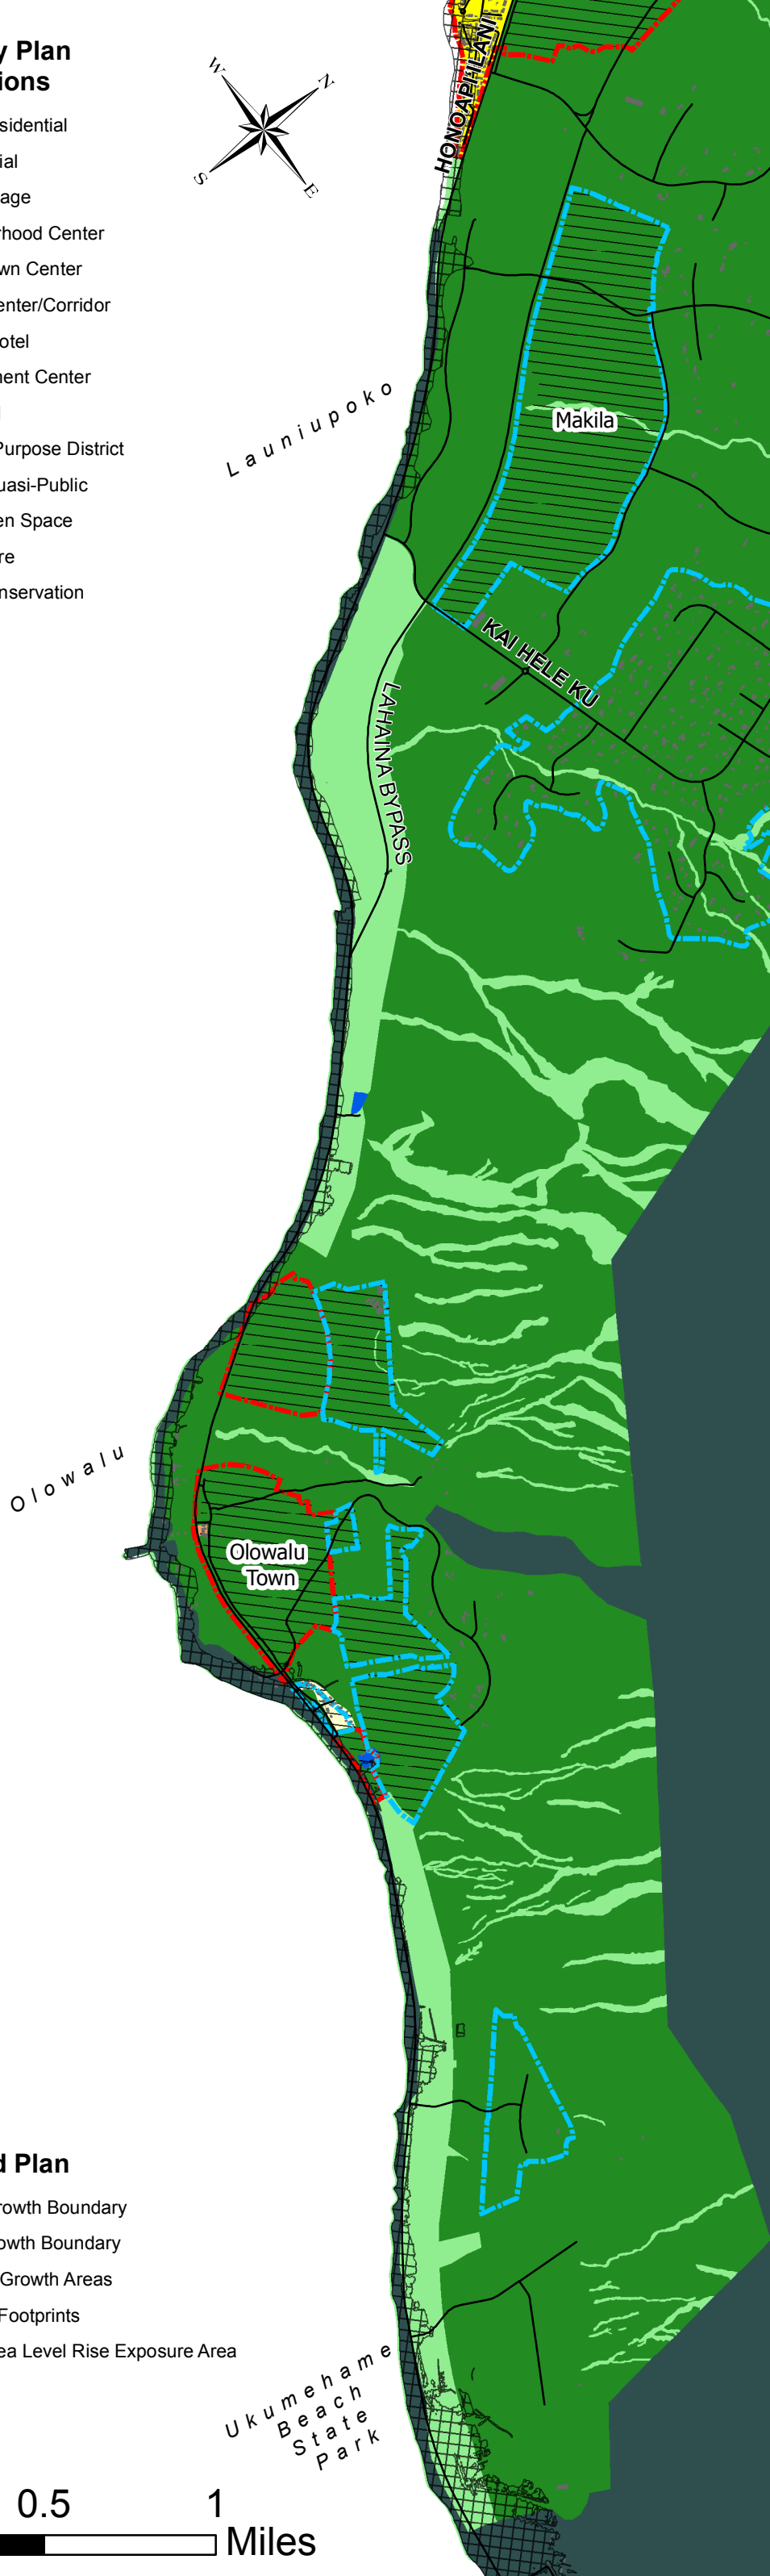 y Plan
ions
sidential
ial
age
rhood Center
wn Center
enter/Corridor
otel
nent Center
l
Purpose District
uasi-Public
en Space
re
nservation
W
N
S
E
HONOAPIILANI
Launiupoko
Makila
KAI HELE KU
LAHAINA BYPASS
Olowalu
Olowalu
Town
d Plan
rowth Boundary
owth Boundary
Growth Areas
Footprints
ea Level Rise Exposure Area
Ukumehame
Beach
State
Park
0.5
1
Miles